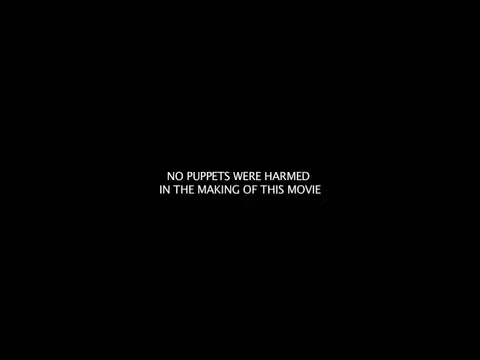 NO PUPPETS WERE HARMED
IN THE MAKING OF THIS MOVIE